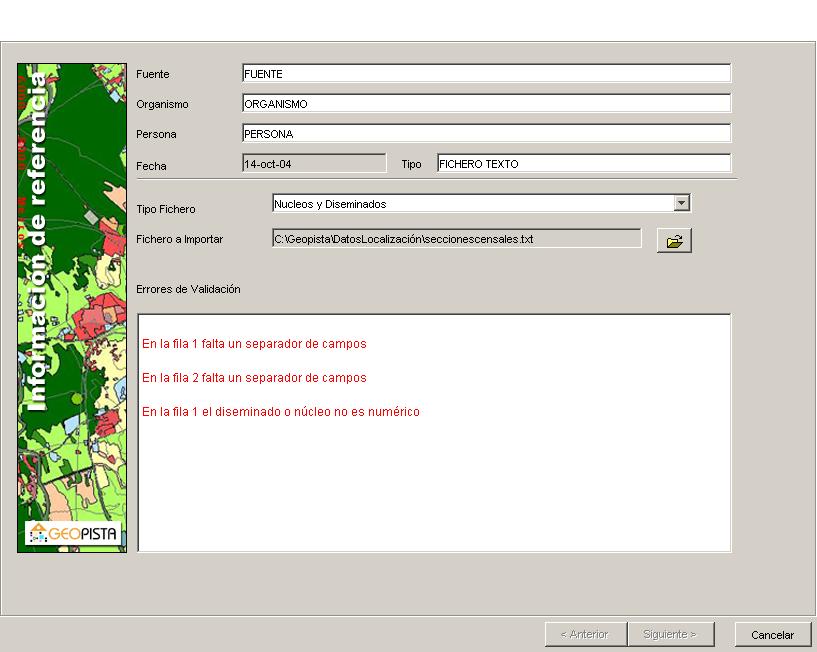 Información de referencia
GEOPISTA
Fuente FUENTE
Organismo ORGANISMO
Persona PERSONA
Fecha 14-oct-04 Tipo FICHERO TEXTO
Tipo Fichero Nucleos y Diseminados
Fichero a Importar C:\Geopista\DatosLocalización\seccionescensales.txt
Errores de Validación
En la fila 1 falta un separador de campos
En la fila 2 falta un separador de campos
En la fila 1 el diseminado o núcleo no es numérico
< Anterior Siguiente > Cancelar